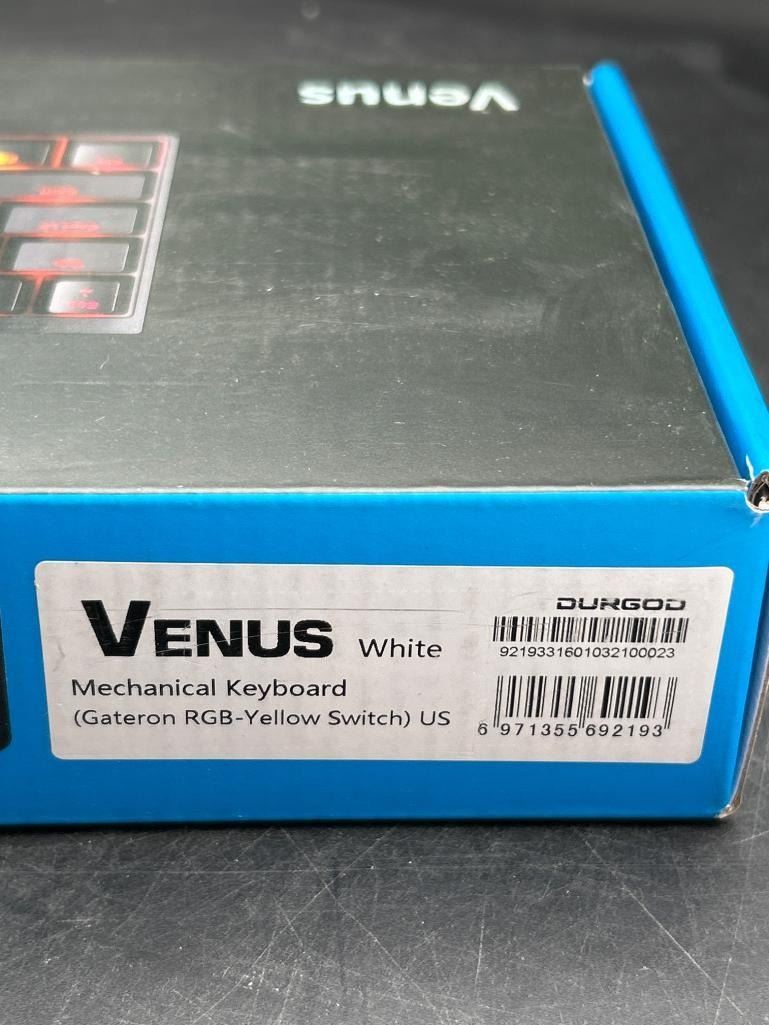 Venus
VENUS White
Mechanical Keyboard
(Gateron RGB-Yellow Switch) US
DURGOD
9219331601032100023
6 971355 692193